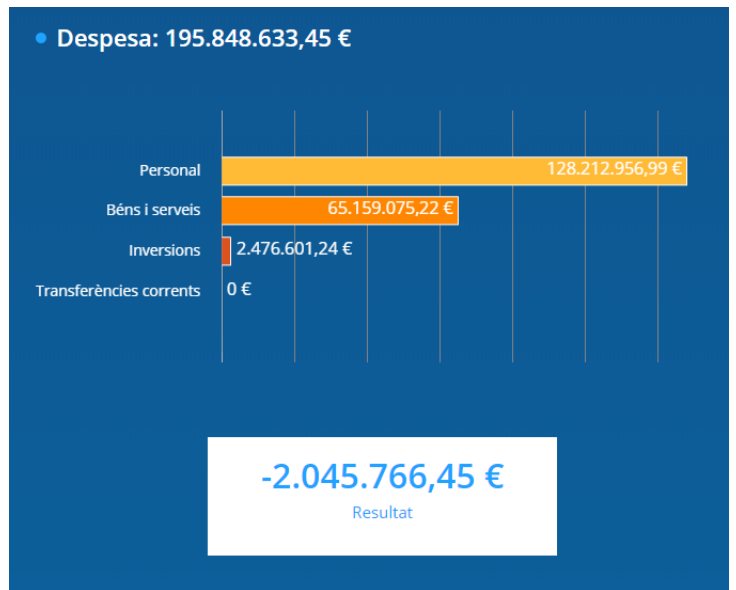 Despesa: 195.848.633,45 €
Personal 128.212.956,99 €
Béns i serveis 65.159.075,22 €
Inversions 2.476.601,24 €
Transferències corrents 0 €
-2.045.766,45 €
Resultat